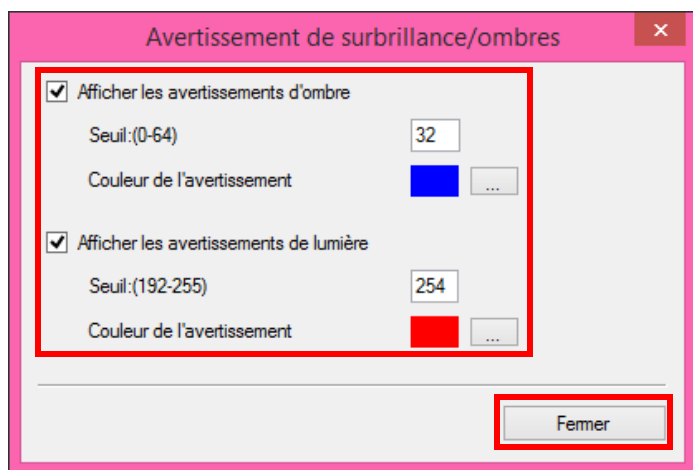 Avertissement de surbrillance/ombres
Afficher les avertissements d'ombre
Seuil:(0-64) 32
Couleur de l'avertissement ...
Afficher les avertissements de lumière
Seuil:(192-255) 254
Couleur de l'avertissement ...
Fermer